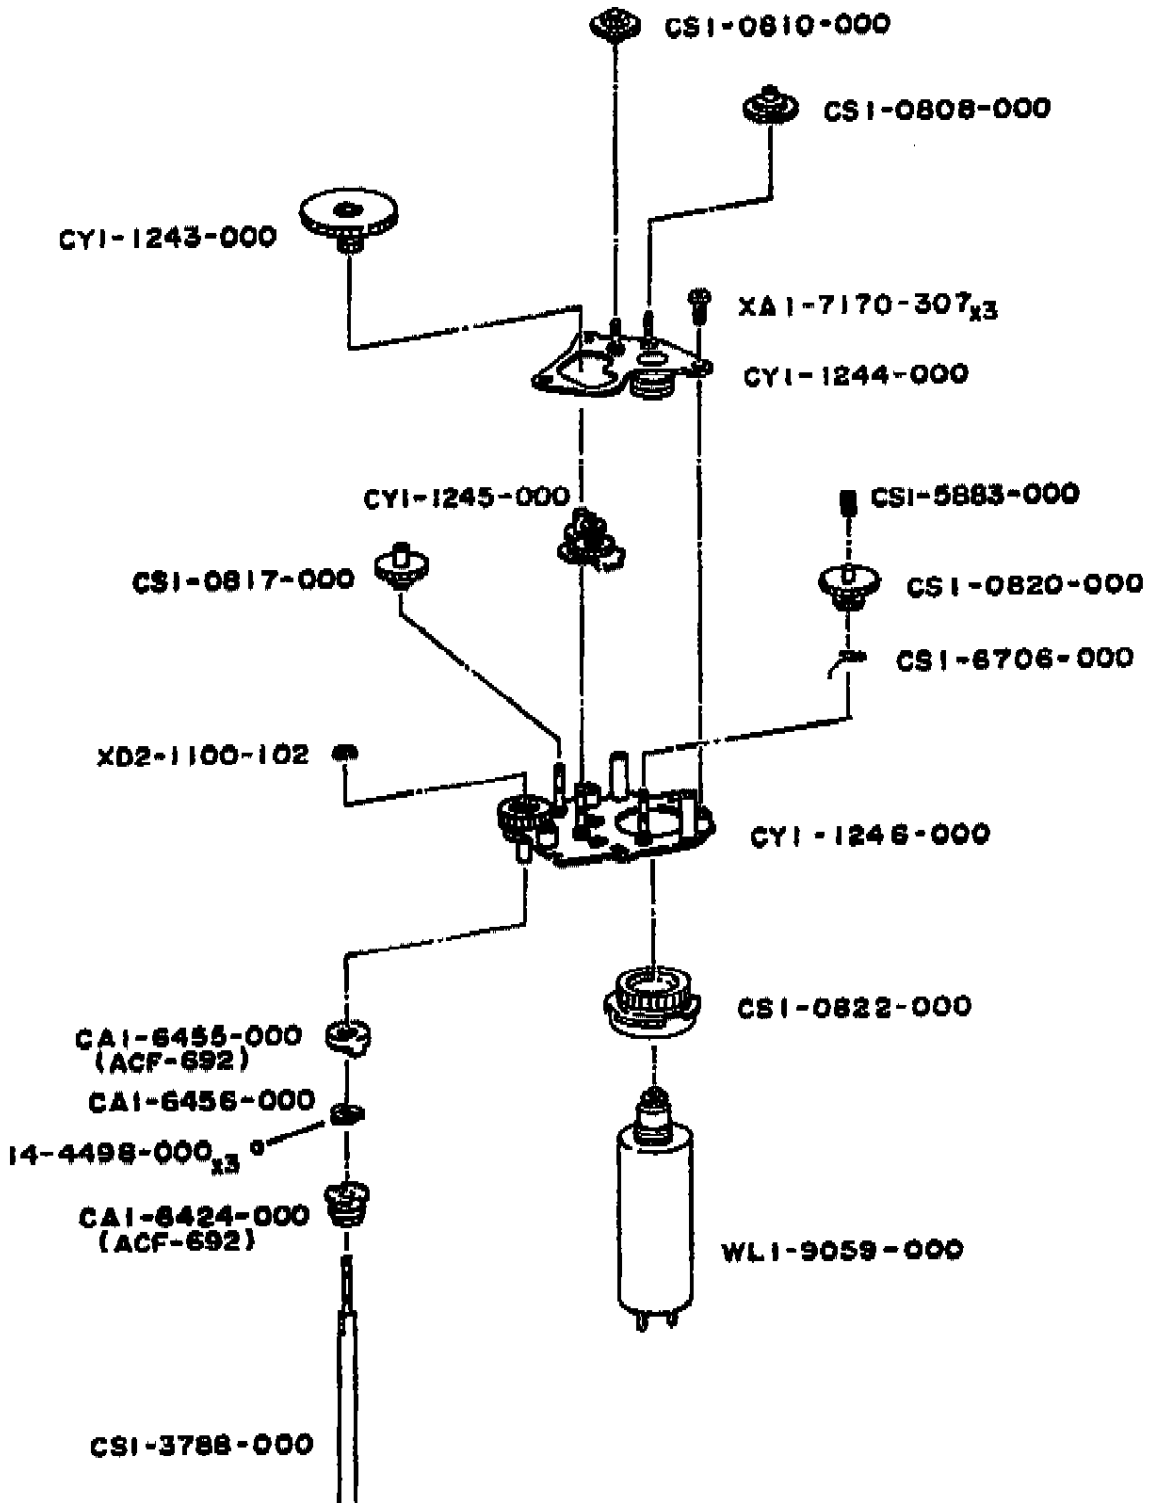 CS1-0810-000
CS1-0808-000
CY1-1243-000
XA1-7170-307x3
CY1-1244-000
CY1-1245-000
CS1-5883-000
CS1-0817-000
CS1-0820-000
CS1-6706-000
XD2-1100-102
CY1-1246-000
CS1-0822-000
CA1-6455-000
(ACF-692)
CA1-6456-000
14-4498-000x3
CA1-6424-000
(ACF-692)
WL1-9059-000
CS1-3788-000